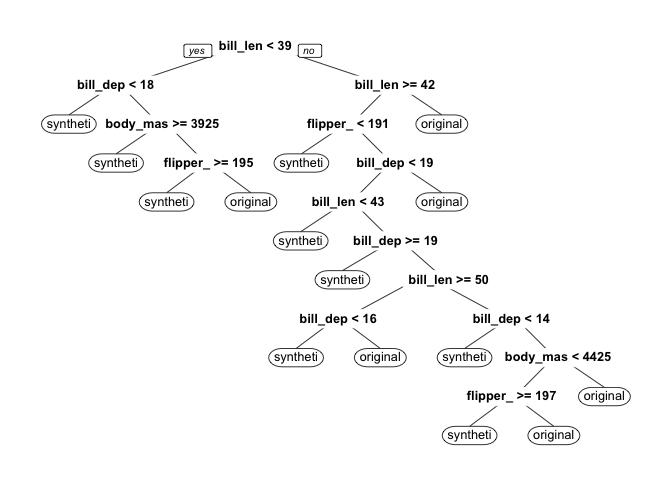 yes bill_len < 39 no
bill_dep < 18 bill_len >= 42
syntheti body_mas >= 3925 flipper_ < 191 original
syntheti flipper_ >= 195 syntheti bill_dep < 19
syntheti original bill_len < 43 original
syntheti bill_dep >= 19
syntheti bill_len >= 50
bill_dep < 16 bill_dep < 14
syntheti original syntheti body_mas < 4425
flipper_ >= 197 original
syntheti original